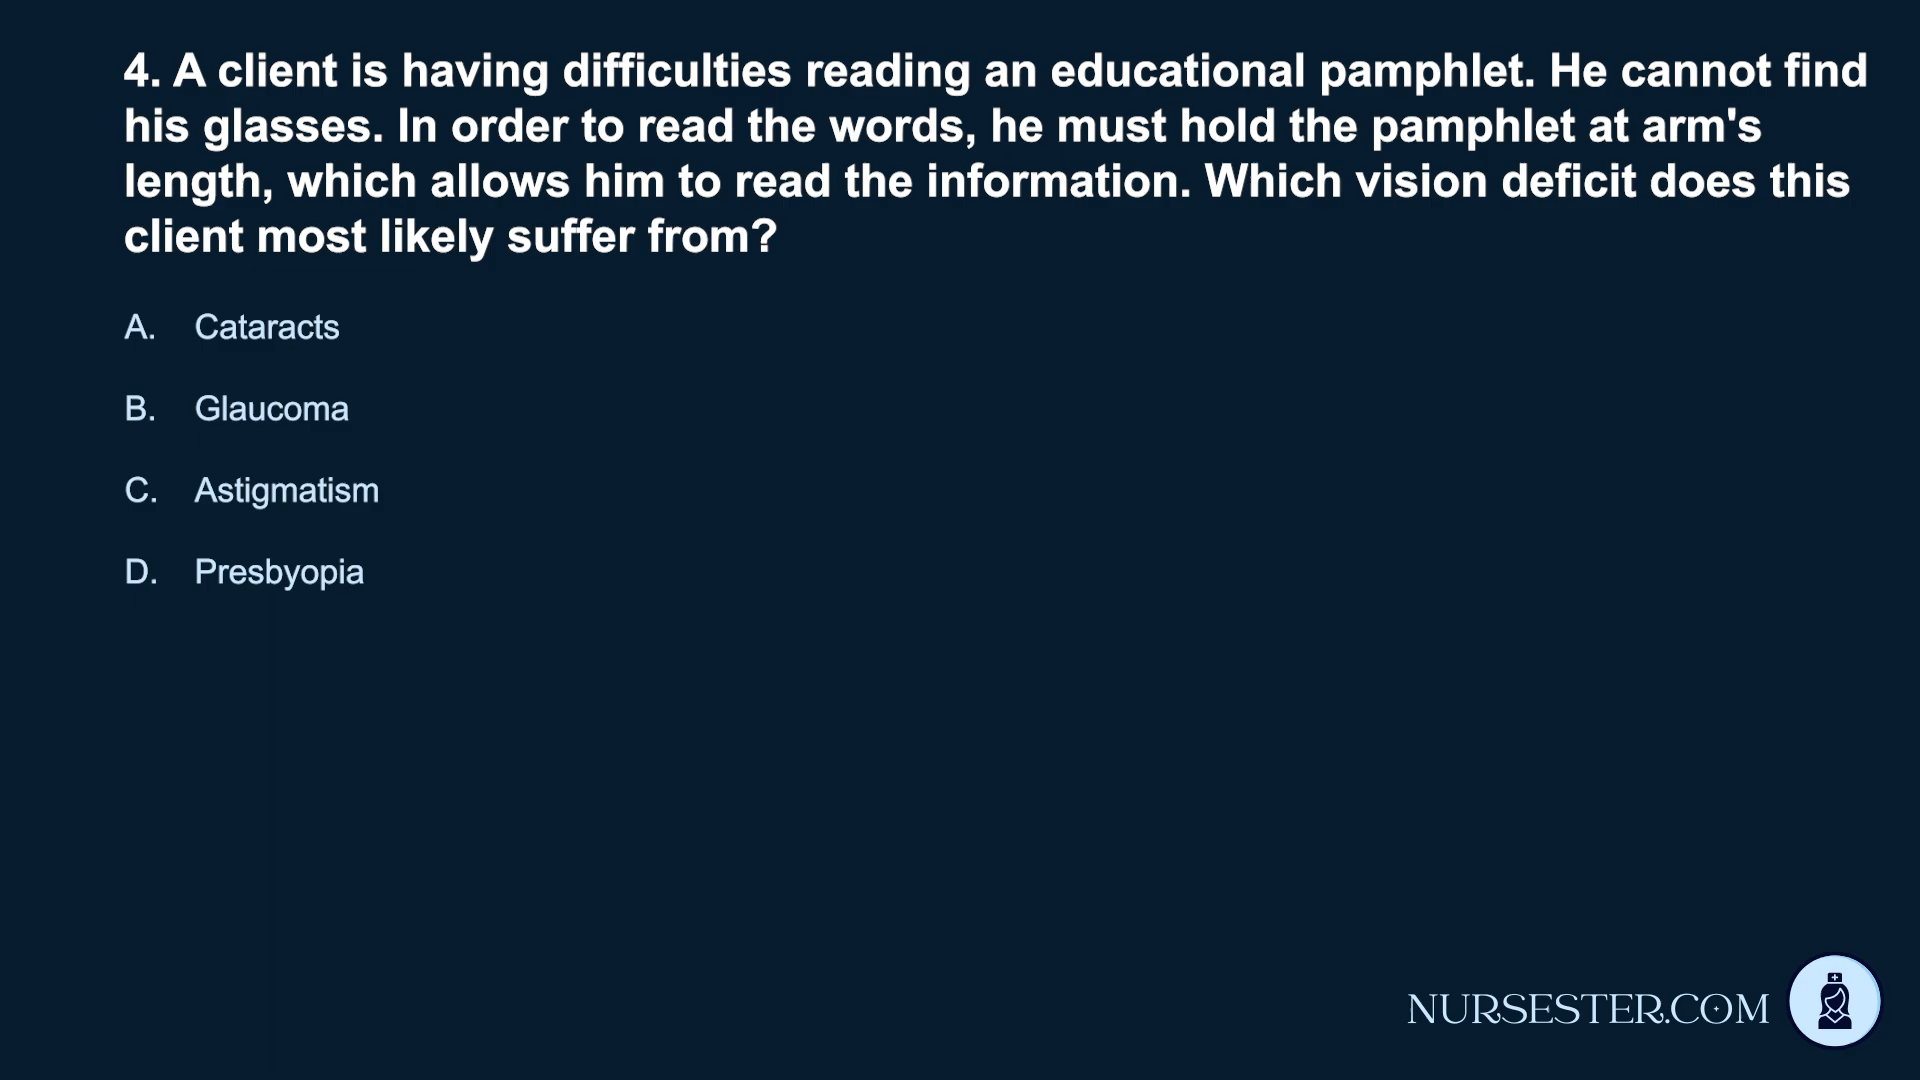 4. A client is having difficulties reading an educational pamphlet. He cannot find
his glasses. In order to read the words, he must hold the pamphlet at arm's
length, which allows him to read the information. Which vision deficit does this
client most likely suffer from?
A. Cataracts
B. Glaucoma
C. Astigmatism
D. Presbyopia
NURSESTER.COM